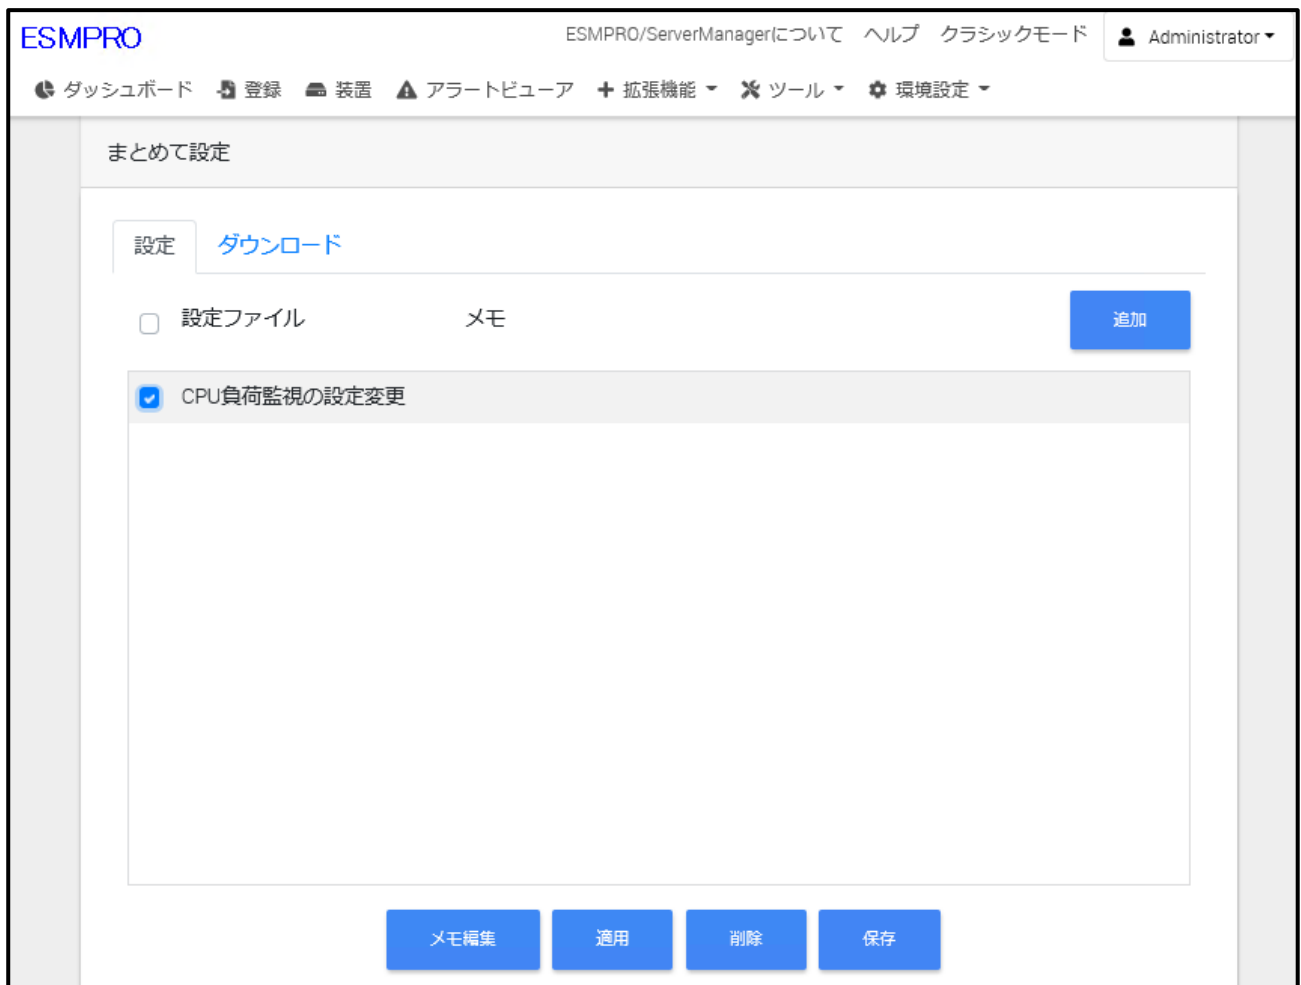 ESMPRO
ESMPRO/ServerManagerについて ヘルプ クラシックモード Administrator
ダッシュボード 登録 装置 アラートビューア 拡張機能 ツール 環境設定
まとめて設定
設定 ダウンロード
設定ファイル メモ 追加
CPU負荷監視の設定変更
メモ編集 適用 削除 保存